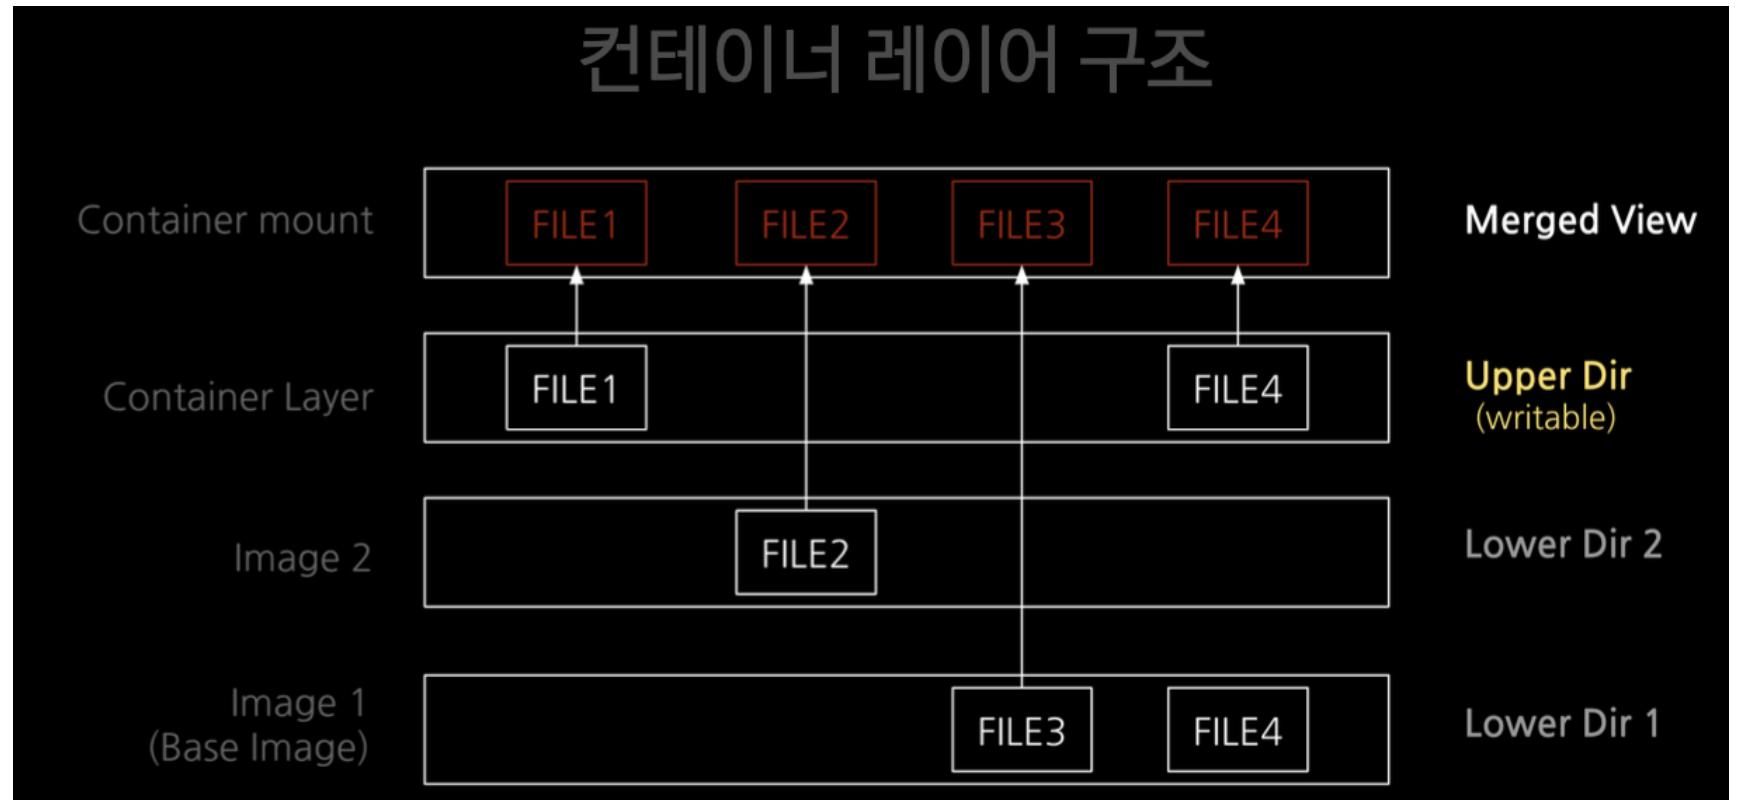 컨테이너 레이어 구조
Container mount
FILE1
FILE2
FILE3
FILE4
Merged View
Container Layer
FILE1
FILE4
Upper Dir
(writable)
Image 2
FILE2
Lower Dir 2
Image 1
(Base Image)
FILE3
FILE4
Lower Dir 1